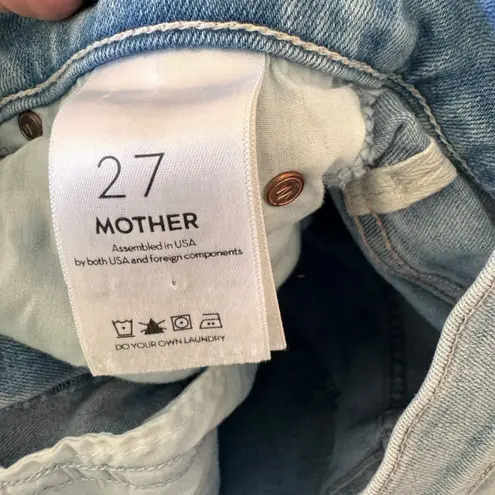 27
MOTHER
Assembled in USA
by both USA and foreign components
DO YOUR OWN LAUNDRY